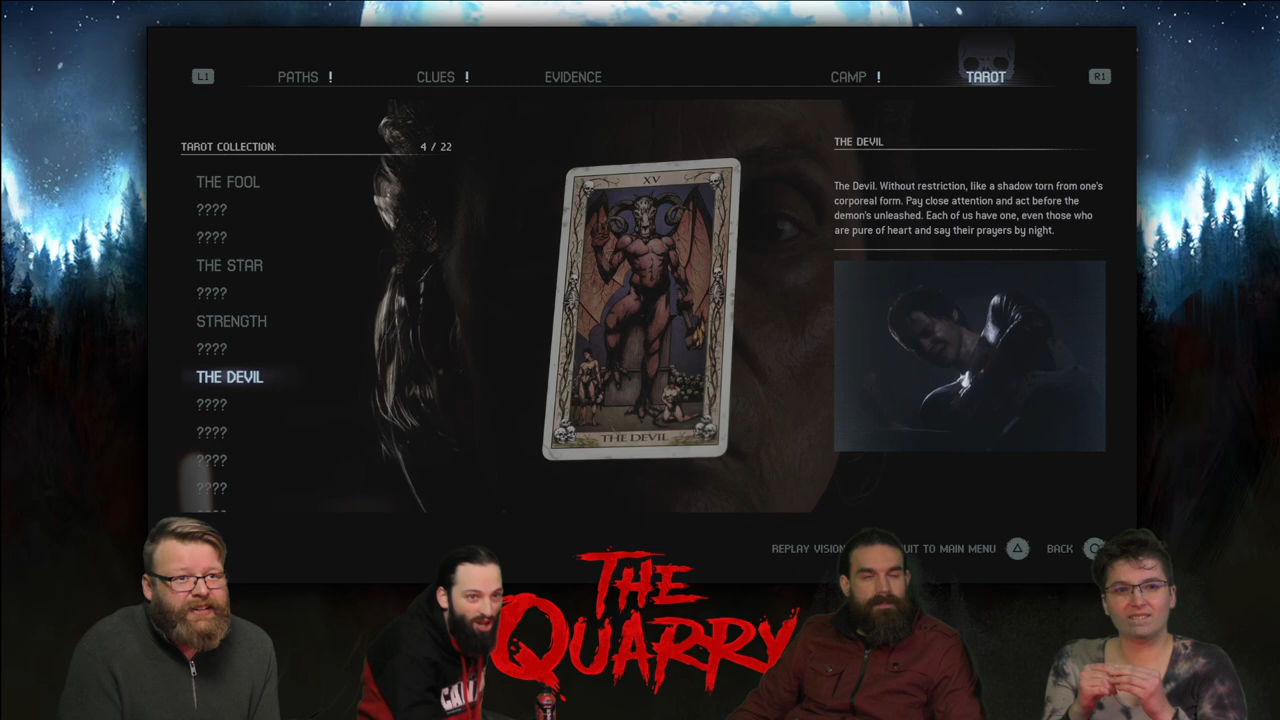 L1
PATHS !
CLUES !
EVIDENCE
CAMP !
TAROT
R1
TAROT COLLECTION:
4 / 22
THE FOOL
????
????
THE STAR
????
STRENGTH
????
THE DEVIL
????
????
????
????
XV
THE DEVIL
THE DEVIL
The Devil. Without restriction, like a shadow torn from one's
corporeal form. Pay close attention and act before the
demon's unleashed. Each of us have one, even those who
are pure of heart and say their prayers by night.
REPLAY VISION
UIT TO MAIN MENU
BACK
THE
QUARRY